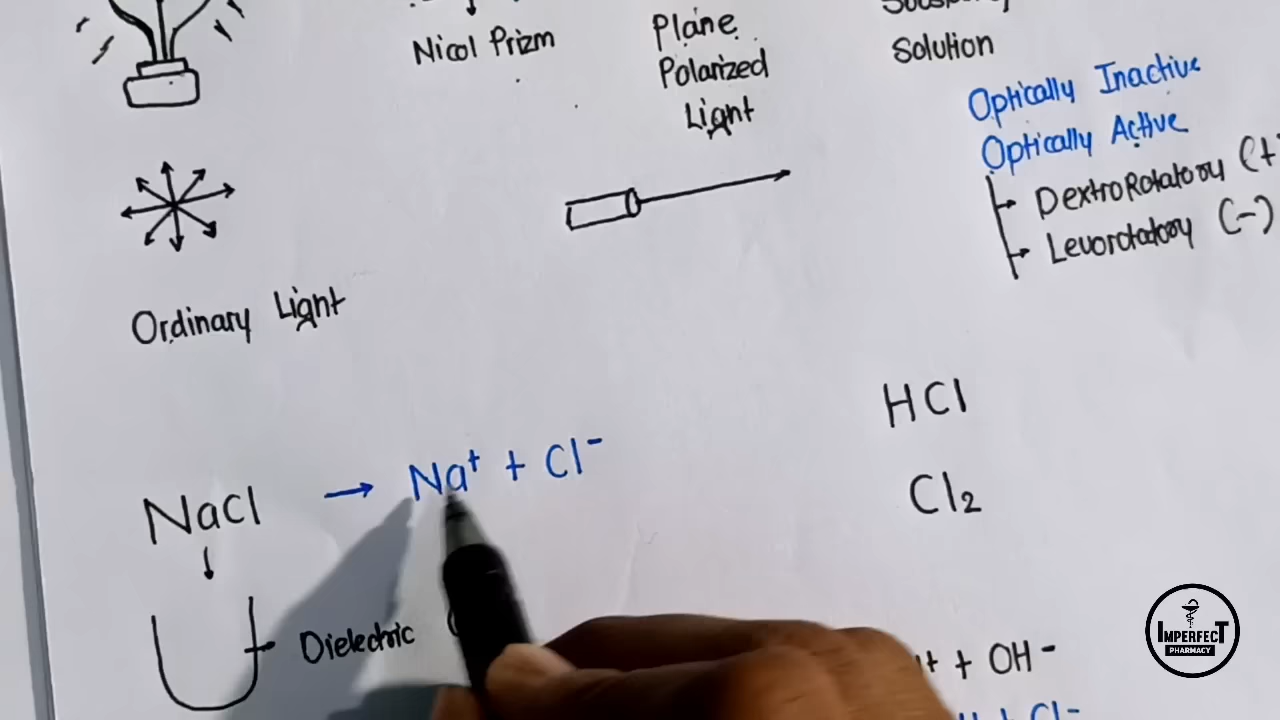 Nicol Prizm
Plane
Polarized
Light
Solution
Optically Inactive
Optically Active
DextroRotatory (+
Levorotatory (-)
Ordinary Light
HCl
NaCl → Na+ + Cl-
Cl2
Dielectric
+ OH-
Cl-
IMPERFECT
PHARMACY